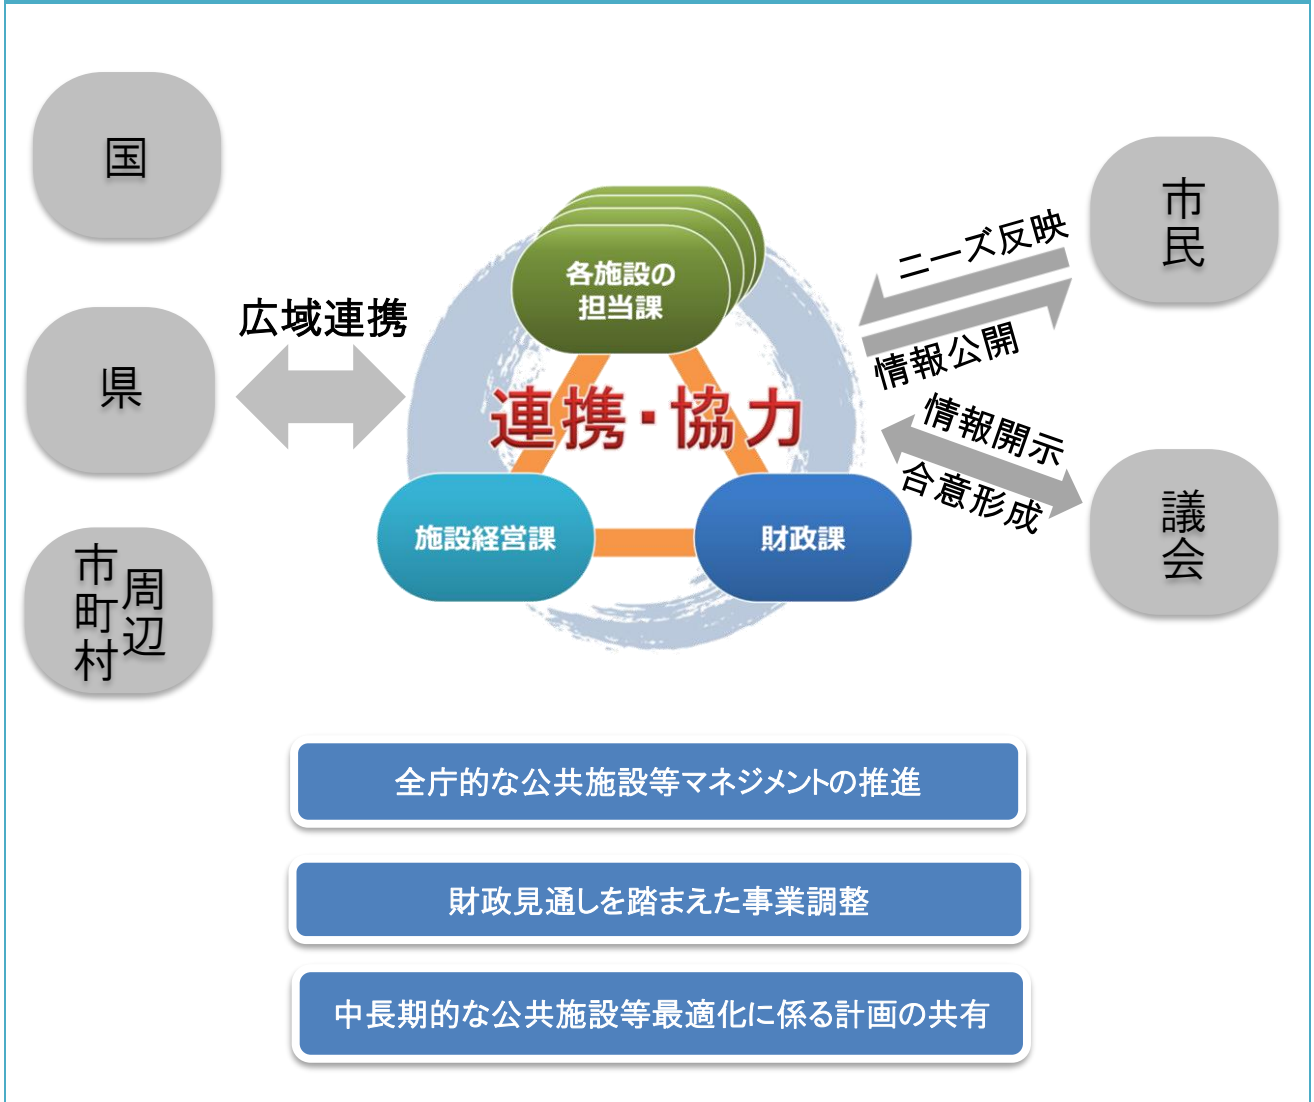 国
県
周辺
市町村
広域連携
各施設の
担当課
連携・協力
施設経営課
財政課
ニーズ反映
情報公開
情報開示
合意形成
市民
議会
全庁的な公共施設等マネジメントの推進
財政見通しを踏まえた事業調整
中長期的な公共施設等最適化に係る計画の共有